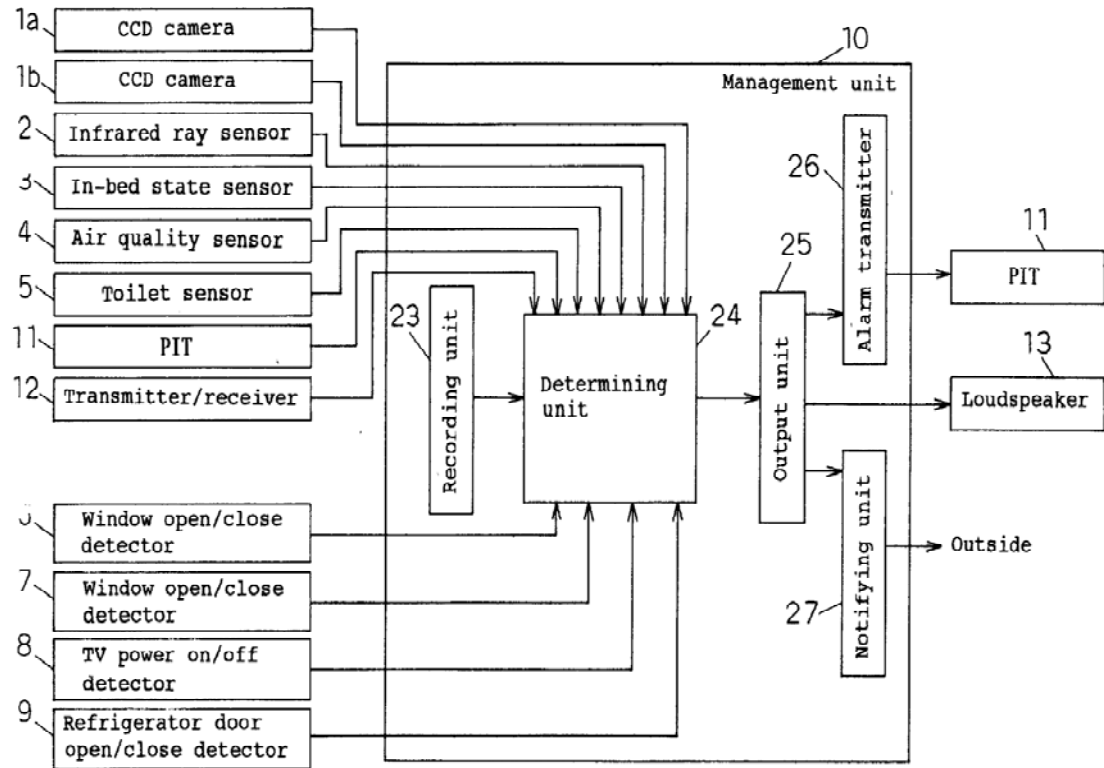 1a
CCD camera
1b
CCD camera
2
Infrared ray sensor
3
In-bed state sensor
4
Air quality sensor
5
Toilet sensor
11
PIT
12
Transmitter/receiver
Window open/close
detector
7
Window open/close
detector
8
TV power on/off
detector
9
Refrigerator door
open/close detector
10
Management unit
23
Recording unit
24
Determining
unit
25
Output unit
26
Alarm transmitter
27
Notifying unit
11
PIT
13
Loudspeaker
Outside